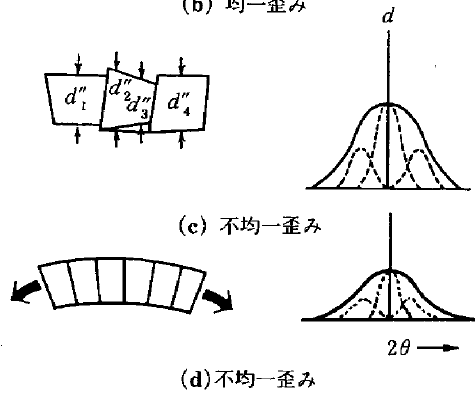 (b) 均一歪み
d
d″1 d″2 d″3 d″4
(c) 不均一歪み
2θ
(d)不均一歪み